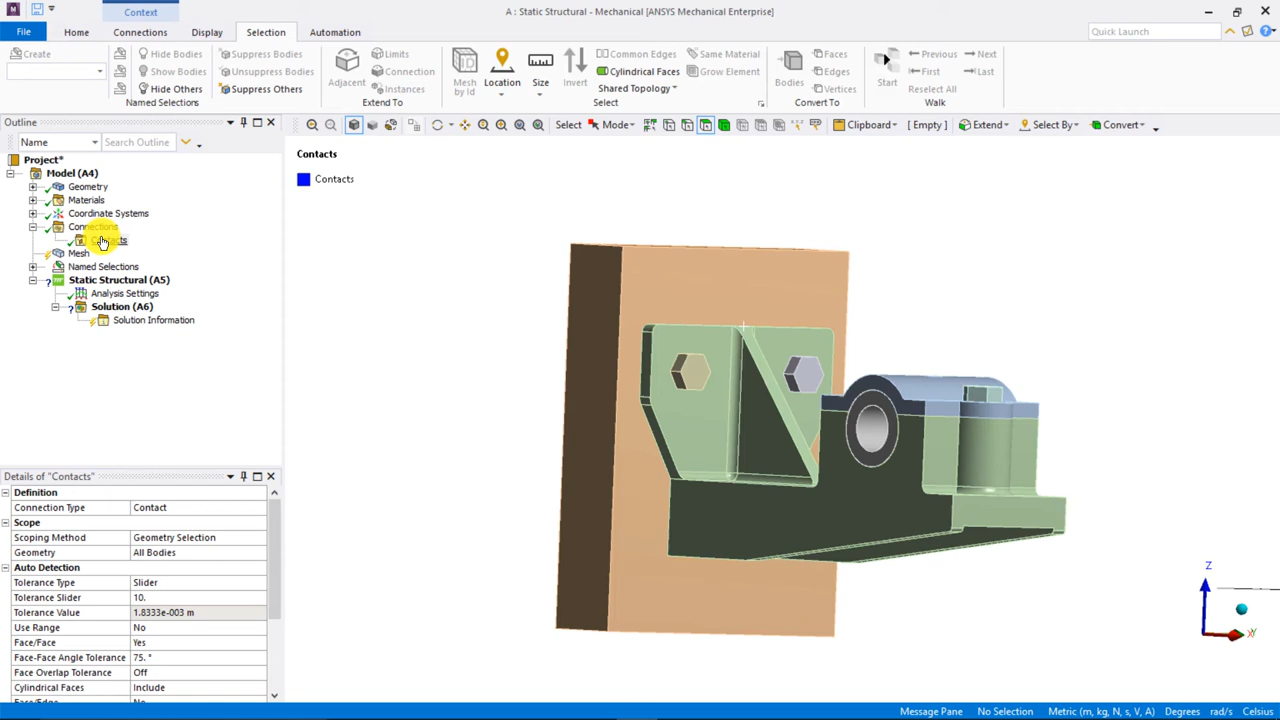 Context
A : Static Structural - Mechanical [ANSYS Mechanical Enterprise]
File Home Connections Display Selection Automation Quick Launch
Create Hide Bodies Suppress Bodies Limits Common Edges Same Material Faces Previous Next
Show Bodies Unsuppress Bodies Connection Cylindrical Faces Grow Element Edges First Last
Hide Others Suppress Others Adjacent Instances Mesh by Id Location Size Invert Shared Topology Bodies Vertices Start Reselect All
Named Selections Extend To Select Convert To Walk
Outline
Name Search Outline
Select Mode Clipboard [ Empty ] Extend Select By Convert
Project*
Model (A4)
Geometry
Materials
Coordinate Systems
Connections
Contacts
Mesh
Named Selections
Static Structural (A5)
Analysis Settings
Solution (A6)
Solution Information
Contacts
Contacts
Details of "Contacts"
Definition
Connection Type Contact
Scope
Scoping Method Geometry Selection
Geometry All Bodies
Auto Detection
Tolerance Type Slider
Tolerance Slider 10.
Tolerance Value 1.8333e-003 m
Use Range No
Face/Face Yes
Face-Face Angle Tolerance 75. °
Face Overlap Tolerance Off
Cylindrical Faces Include
Z
Message Pane No Selection Metric (m, kg, N, s, V, A) Degrees rad/s Celsius